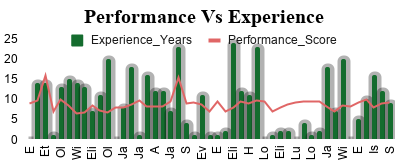 Performance Vs Experience
Experience_Years Performance_Score
25
20
15
10
5
0
E Et Ol Wi Eli Ol Ja Ja A Ja S Ev E Eli H Lo Eli Lo Ol Ja Wi E Is S